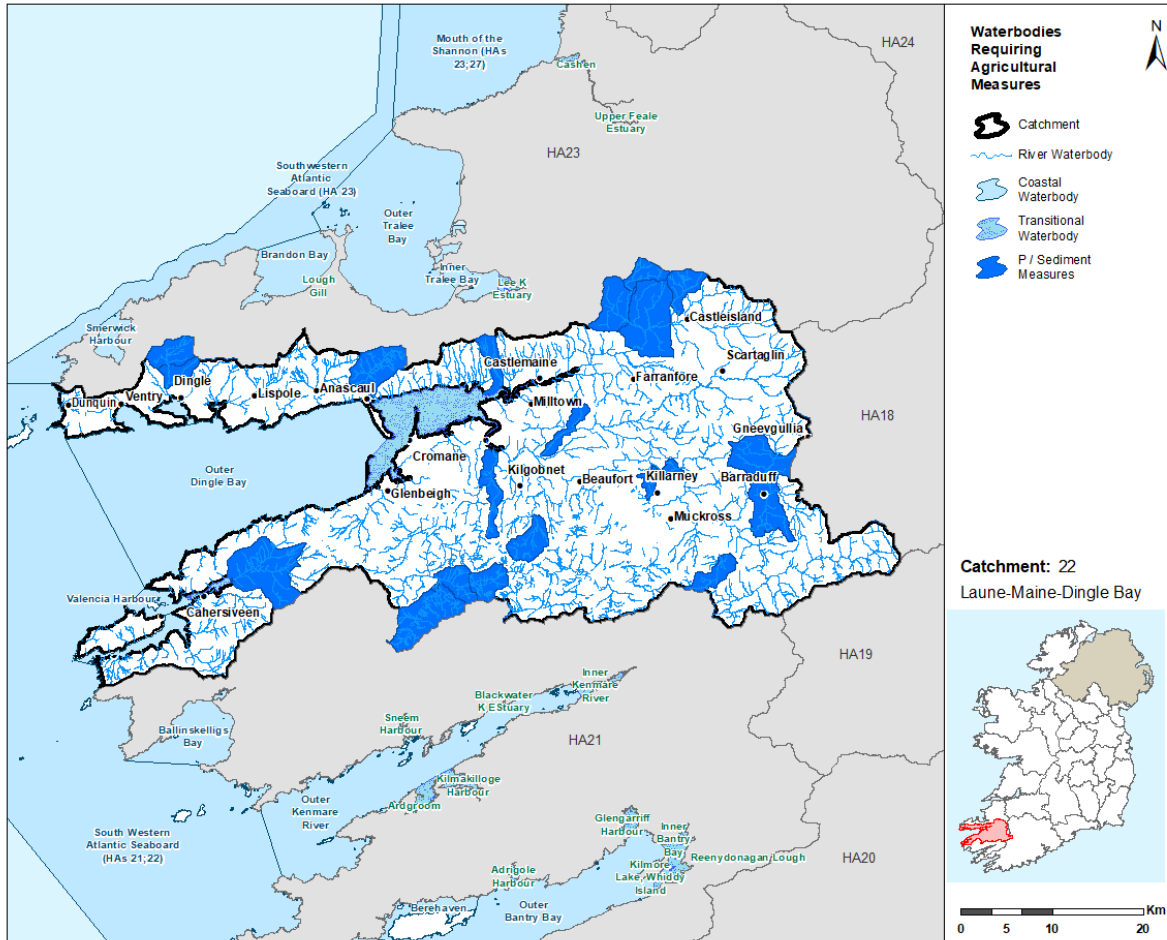 Mouth of the
Shannon (HAs
23;27)
HA24
Cashen
Upper Feale
Estuary
HA23
Southwestern
Atlantic
Seaboard (HA 23)
Outer
Tralee
Bay
Brandon Bay
Lough
Gill
Inner
Tralee Bay
Lee K
Estuary
Smerwick
Harbour
Castleisland
Castlemaine
Scartaglin
Dingle
Anascaul
Farranfore
Lispole
Ventry
Dunquin
Milltown
HA18
Gneevgullia
Cromane
Outer
Dingle Bay
Kilgobnet
Beaufort
Killarney
Barraduff
Glenbeigh
Muckross
Valencia Harbour
Cahersiveen
HA19
Inner
Kenmare
River
Blackwater
K EStuary
Sneem
Harbour
Ballinskelligs
Bay
HA21
Kilmakilloge
Harbour
Ardgroom
Outer
Kenmare
River
Glengarriff
Harbour
Inner
Bantry
Bay
South Western
Atlantic Seaboard
(HAs 21;22)
Reenydonagan Lough
HA20
Kilmore
Lake, Whiddy
Island
Adrigole
Harbour
Berehaven
Outer
Bantry Bay
Waterbodies
Requiring
Agricultural
Measures
N
Catchment
River Waterbody
Coastal
Waterbody
Transitional
Waterbody
P / Sediment
Measures
Catchment: 22
Laune-Maine-Dingle Bay
Km
0 5 10 20